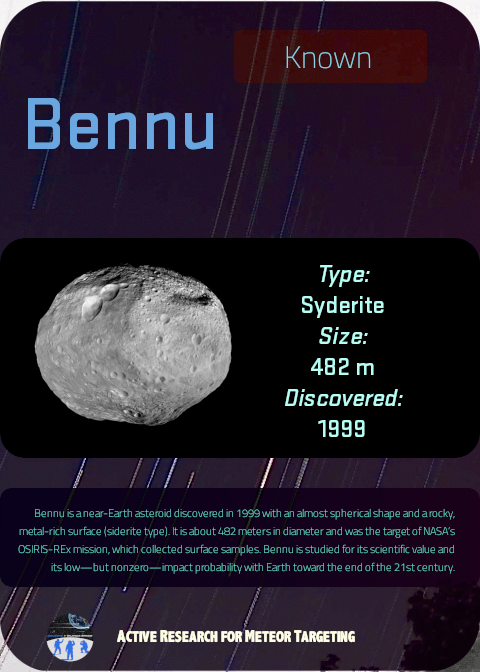 Known
Bennu
Type:
Syderite
Size:
482 m
Discovered:
1999
Bennu is a near-Earth asteroid discovered in 1999 with an almost spherical shape and a rocky,
metal-rich surface (siderite type). It is about 482 meters in diameter and was the target of NASA's
OSIRIS-REx mission, which collected surface samples. Bennu is studied for its scientific value and
its low—but nonzero—impact probability with Earth toward the end of the 21st century.
Active Research for Meteor Targeting